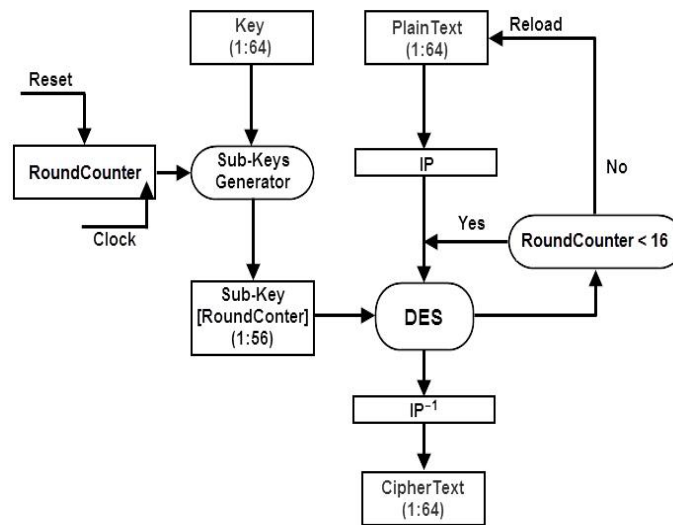 Key
(1:64)
PlainText
(1:64)
Reload
Reset
RoundCounter
Sub-Keys
Generator
IP
No
Clock
Yes
RoundCounter < 16
Sub-Key
[RoundConter]
(1:56)
DES
IP⁻¹
CipherText
(1:64)